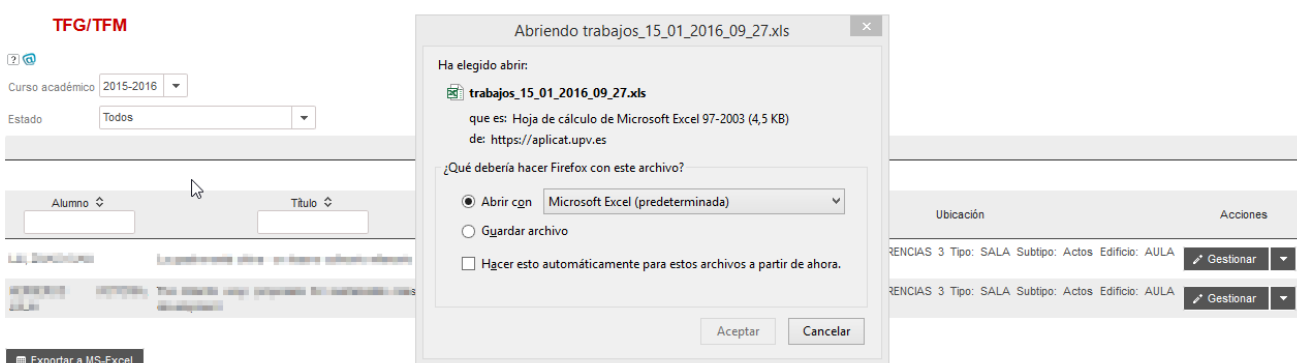 TFG/TFM
?
Curso académico 2015-2016
Estado Todos
Alumno Título Ubicación Acciones
RENCIAS 3 Tipo: SALA Subtipo: Actos Edificio: AULA Gestionar
RENCIAS 3 Tipo: SALA Subtipo: Actos Edificio: AULA Gestionar
Exportar a MS-Excel
Abriendo trabajos_15_01_2016_09_27.xls
Ha elegido abrir:
trabajos_15_01_2016_09_27.xls
que es: Hoja de cálculo de Microsoft Excel 97-2003 (4,5 KB)
de: https://aplicat.upv.es
¿Qué debería hacer Firefox con este archivo?
Abrir con Microsoft Excel (predeterminada)
Guardar archivo
Hacer esto automáticamente para estos archivos a partir de ahora.
Aceptar Cancelar